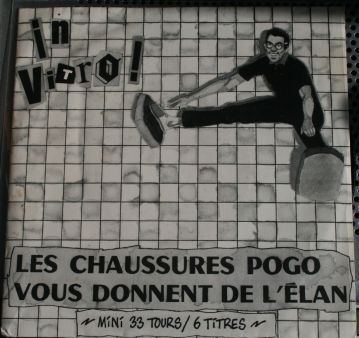 in
VitRO!
LES CHAUSSURES POGO
VOUS DONNENT DE L'ÉLAN
~ MiNi 33 TOURS / 6 TiTRES ~